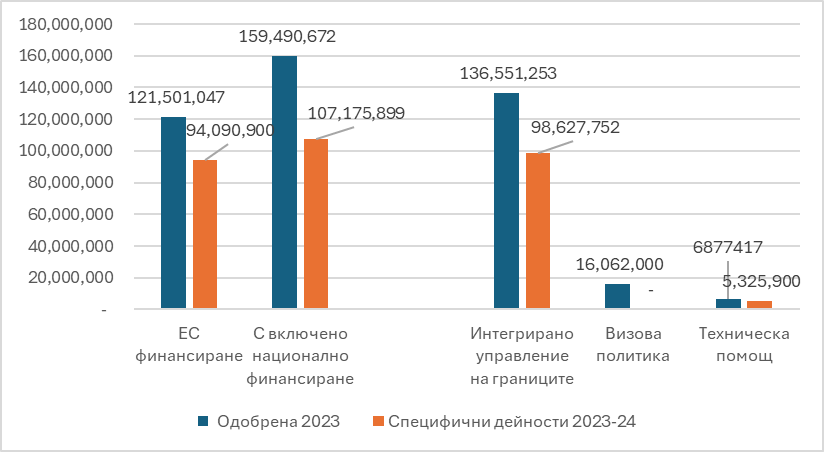 180,000,000
160,000,000
140,000,000
120,000,000
100,000,000
80,000,000
60,000,000
40,000,000
20,000,000
-
121,501,047
94,090,900
159,490,672
107,175,899
136,551,253
98,627,752
16,062,000
-
6877417
5,325,900
ЕС
финансиране
С включено
национално
финансиране
Интегрирано
управление
на границите
Визова
политика
Техническа
помощ
Одобрена 2023
Специфични дейности 2023-24